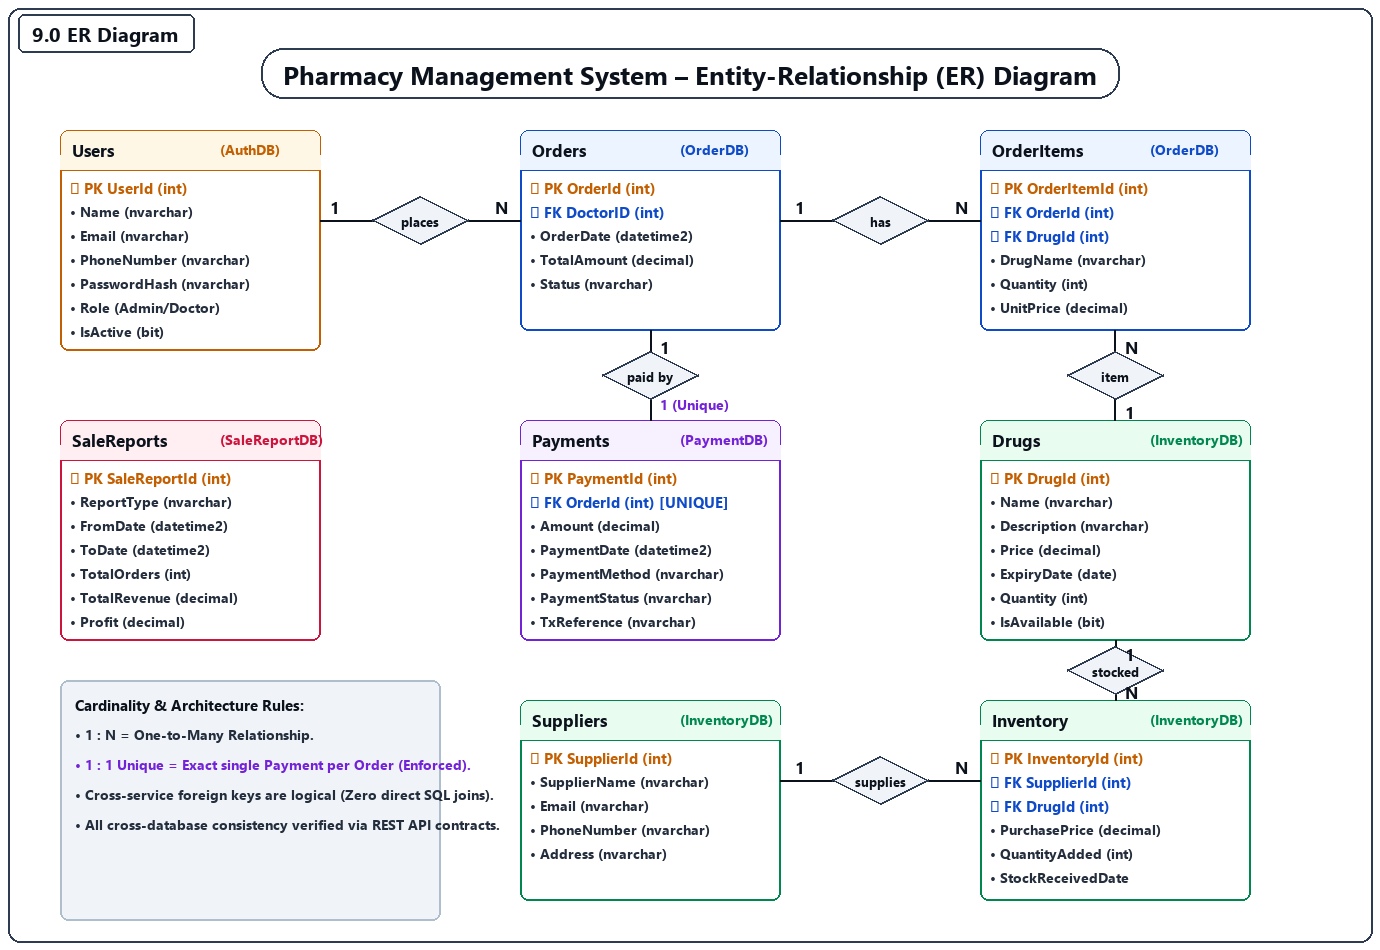 9.0 ER Diagram
Pharmacy Management System – Entity-Relationship (ER) Diagram
Users (AuthDB)
PK UserId (int)
• Name (nvarchar)
• Email (nvarchar)
• PhoneNumber (nvarchar)
• PasswordHash (nvarchar)
• Role (Admin/Doctor)
• IsActive (bit)
1
places
N
Orders (OrderDB)
PK OrderId (int)
FK DoctorID (int)
• OrderDate (datetime2)
• TotalAmount (decimal)
• Status (nvarchar)
1
has
N
OrderItems (OrderDB)
PK OrderItemId (int)
FK OrderId (int)
FK DrugId (int)
• DrugName (nvarchar)
• Quantity (int)
• UnitPrice (decimal)
1
paid by
1 (Unique)
N
item
1
SaleReports (SaleReportDB)
PK SaleReportId (int)
• ReportType (nvarchar)
• FromDate (datetime2)
• ToDate (datetime2)
• TotalOrders (int)
• TotalRevenue (decimal)
• Profit (decimal)
Payments (PaymentDB)
PK PaymentId (int)
FK OrderId (int) [UNIQUE]
• Amount (decimal)
• PaymentDate (datetime2)
• PaymentMethod (nvarchar)
• PaymentStatus (nvarchar)
• TxReference (nvarchar)
Drugs (InventoryDB)
PK DrugId (int)
• Name (nvarchar)
• Description (nvarchar)
• Price (decimal)
• ExpiryDate (date)
• Quantity (int)
• IsAvailable (bit)
1
stocked
N
Cardinality & Architecture Rules:
• 1 : N = One-to-Many Relationship.
• 1 : 1 Unique = Exact single Payment per Order (Enforced).
• Cross-service foreign keys are logical (Zero direct SQL joins).
• All cross-database consistency verified via REST API contracts.
Suppliers (InventoryDB)
PK SupplierId (int)
• SupplierName (nvarchar)
• Email (nvarchar)
• PhoneNumber (nvarchar)
• Address (nvarchar)
1
supplies
N
Inventory (InventoryDB)
PK InventoryId (int)
FK SupplierId (int)
FK DrugId (int)
• PurchasePrice (decimal)
• QuantityAdded (int)
• StockReceivedDate